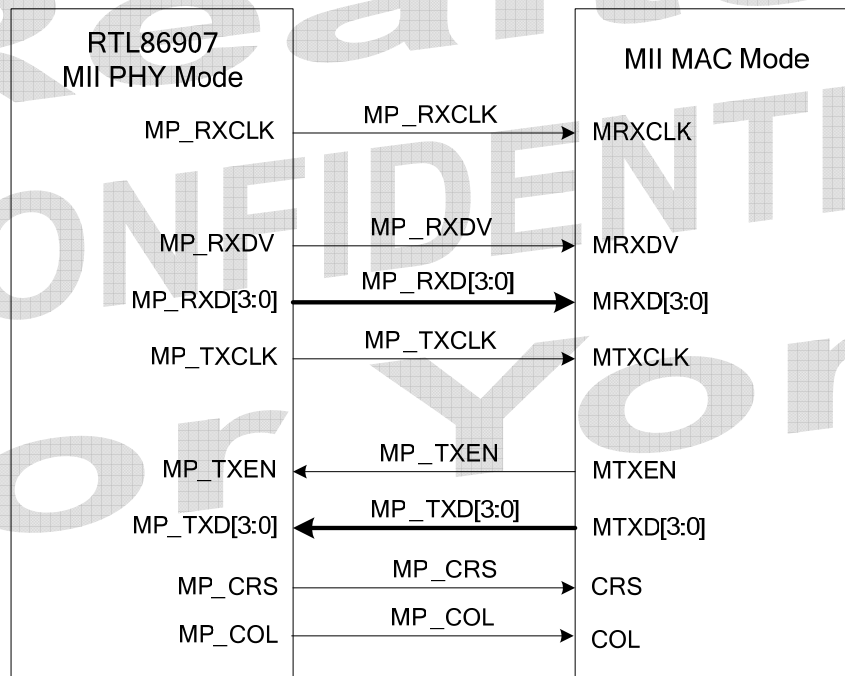 RTL86907
MII PHY Mode
MII MAC Mode
MP_RXCLK MP_RXCLK MRXCLK
MP_RXDV MP_RXDV MRXDV
MP_RXD[3:0] MP_RXD[3:0] MRXD[3:0]
MP_TXCLK MP_TXCLK MTXCLK
MP_TXEN MP_TXEN MTXEN
MP_TXD[3:0] MP_TXD[3:0] MTXD[3:0]
MP_CRS MP_CRS CRS
MP_COL MP_COL COL